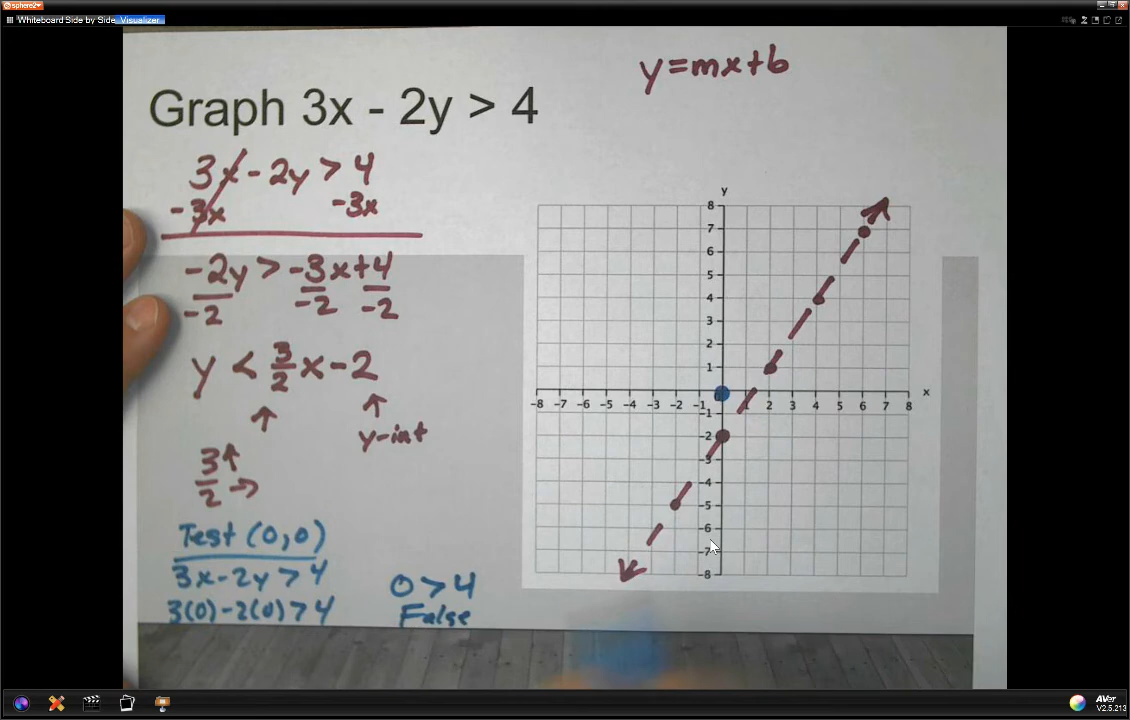 sphere2
Whiteboard Side by Side Visualizer
y=mx+b
Graph 3x - 2y > 4
3x - 2y > 4
-3x -3x
-2y > -3x+4
-2 -2 -2
y < 3/2 x - 2
↑ ↑
y-int
3↑
2→
Test (0,0)
3x-2y>4
3(0)-2(0)>4
0>4
False
y
8
7
6
5
4
3
2
1
-8 -7 -6 -5 -4 -3 -2 -1 2 3 4 5 6 7 8 x
-1
-2
-3
-4
-5
-6
-7
-8
AVer
V2.5.213